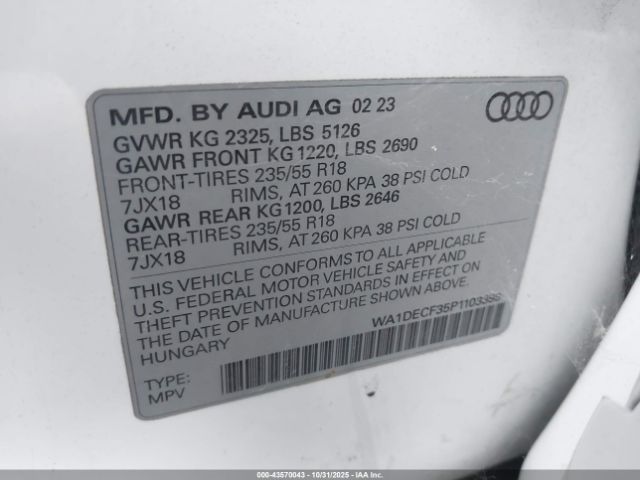 MFD. BY AUDI AG 02 23
GVWR KG 2325, LBS 5126
GAWR FRONT KG 1220, LBS 2690
FRONT-TIRES 235/55 R18
7JX18 RIMS, AT 260 KPA 38 PSI COLD
GAWR REAR KG1200, LBS 2646
REAR-TIRES 235/55 R18
7JX18 RIMS, AT 260 KPA 38 PSI COLD
THIS VEHICLE CONFORMS TO ALL APPLICABLE
U.S. FEDERAL MOTOR VEHICLE SAFETY AND
THEFT PREVENTION STANDARDS IN EFFECT ON
THE DATE OF MANUFACTURE SHOWN ABOVE.
HUNGARY
TYPE:
MPV
000-43570043 - 10/31/2025 - IAAI.CA